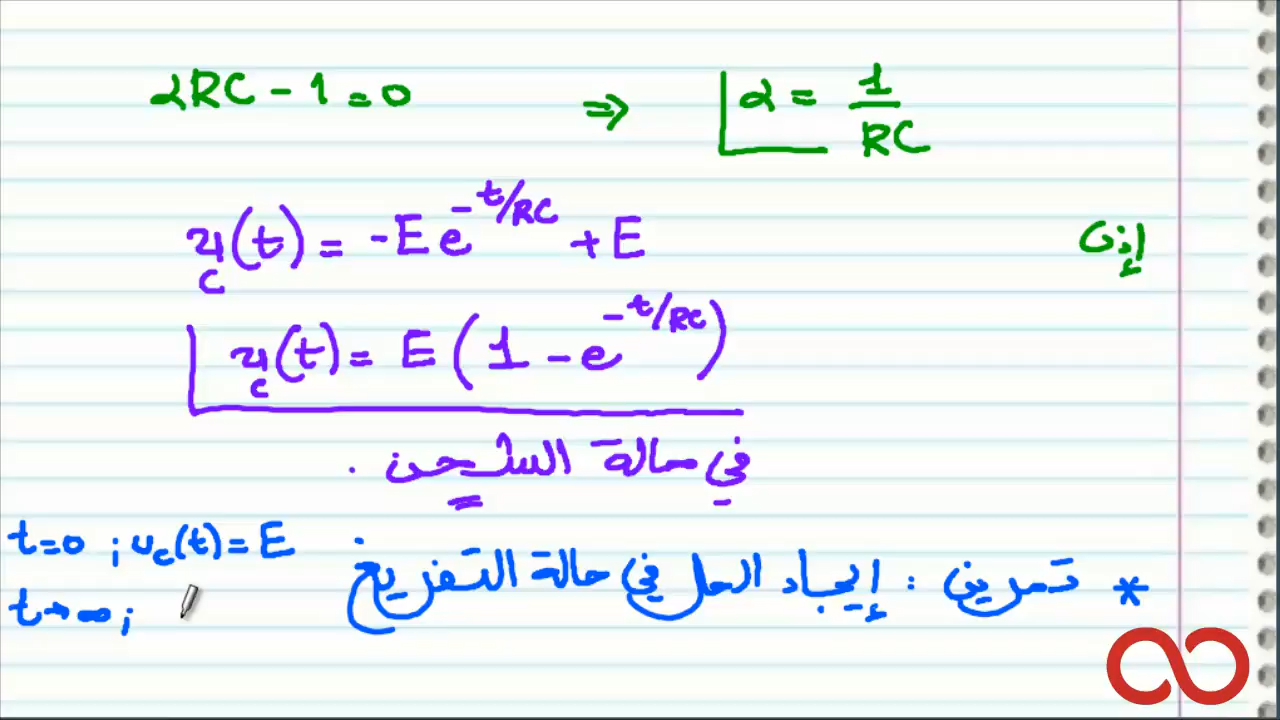 αRC - 1 = 0 ⇒ α = 1/RC
إذن
u_c(t) = -E e^{-t/RC} + E
u_c(t) = E (1 - e^{-t/RC})
في حالة الشحن .
* تمرين : إيجاد الحل في حالة التفريغ
t=0 ; u_c(t) = E
t→∞ ;